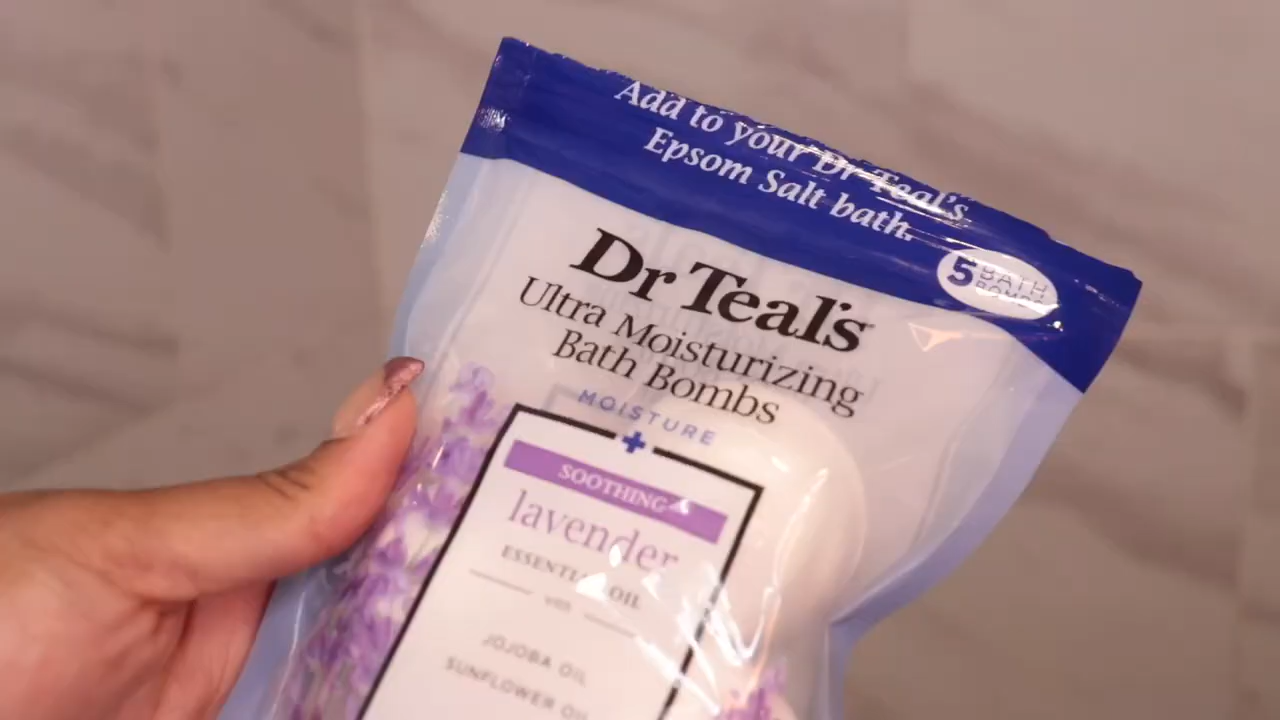 Add to your Dr Teal's
Epsom Salt bath.
5 BATH
BOMBS
Dr Teal's
Ultra Moisturizing
Bath Bombs
MOISTURE
+
SOOTHING
lavender
ESSENTIAL OIL
with
JOJOBA OIL
SUNFLOWER OIL